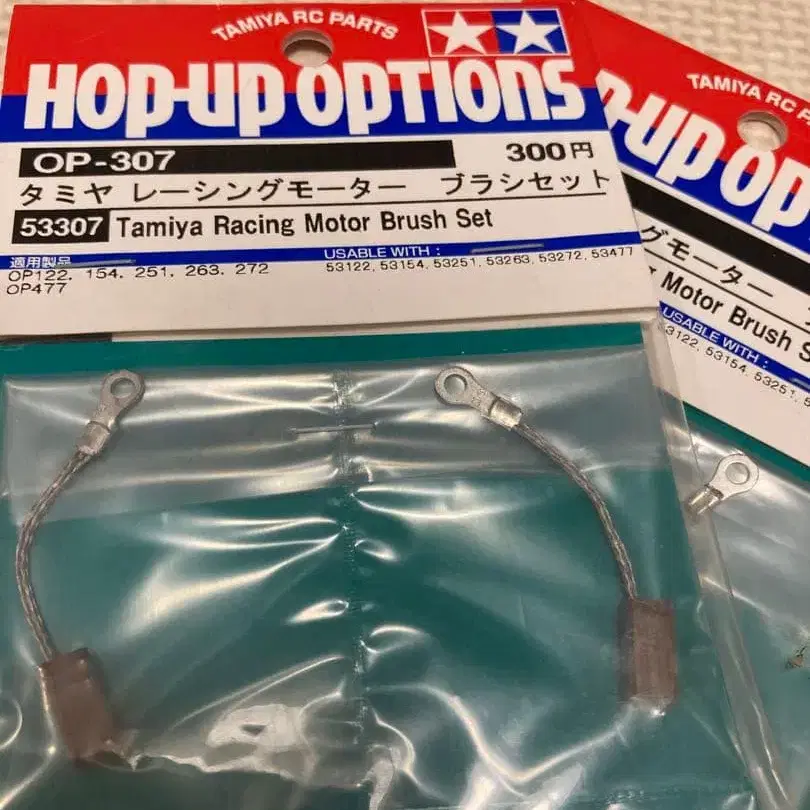 TAMIYA RC PARTS
HOP-UP OPTIONS
OP-307 300円
タミヤ レーシングモーター ブラシセット
53307 Tamiya Racing Motor Brush Set
適用製品
OP122. 154. 251. 263. 272
OP477
USABLE WITH :
53122, 53154, 53251, 53263, 53272, 53477
TAMIYA RC PA
P-UP OP
グモーター
Motor Brush S
USABLE WITH :
53122, 53154, 53251, 5